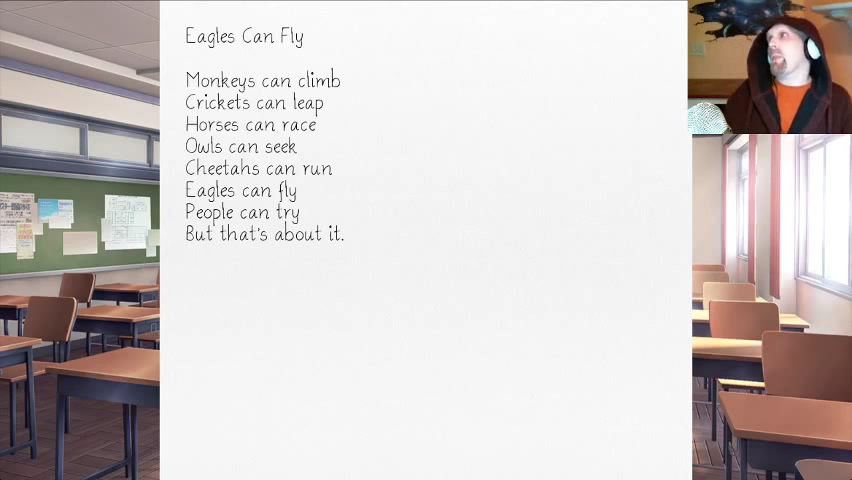 Eagles Can Fly
Monkeys can climb
Crickets can leap
Horses can race
Owls can seek
Cheetahs can run
Eagles can fly
People can try
But that's about it.